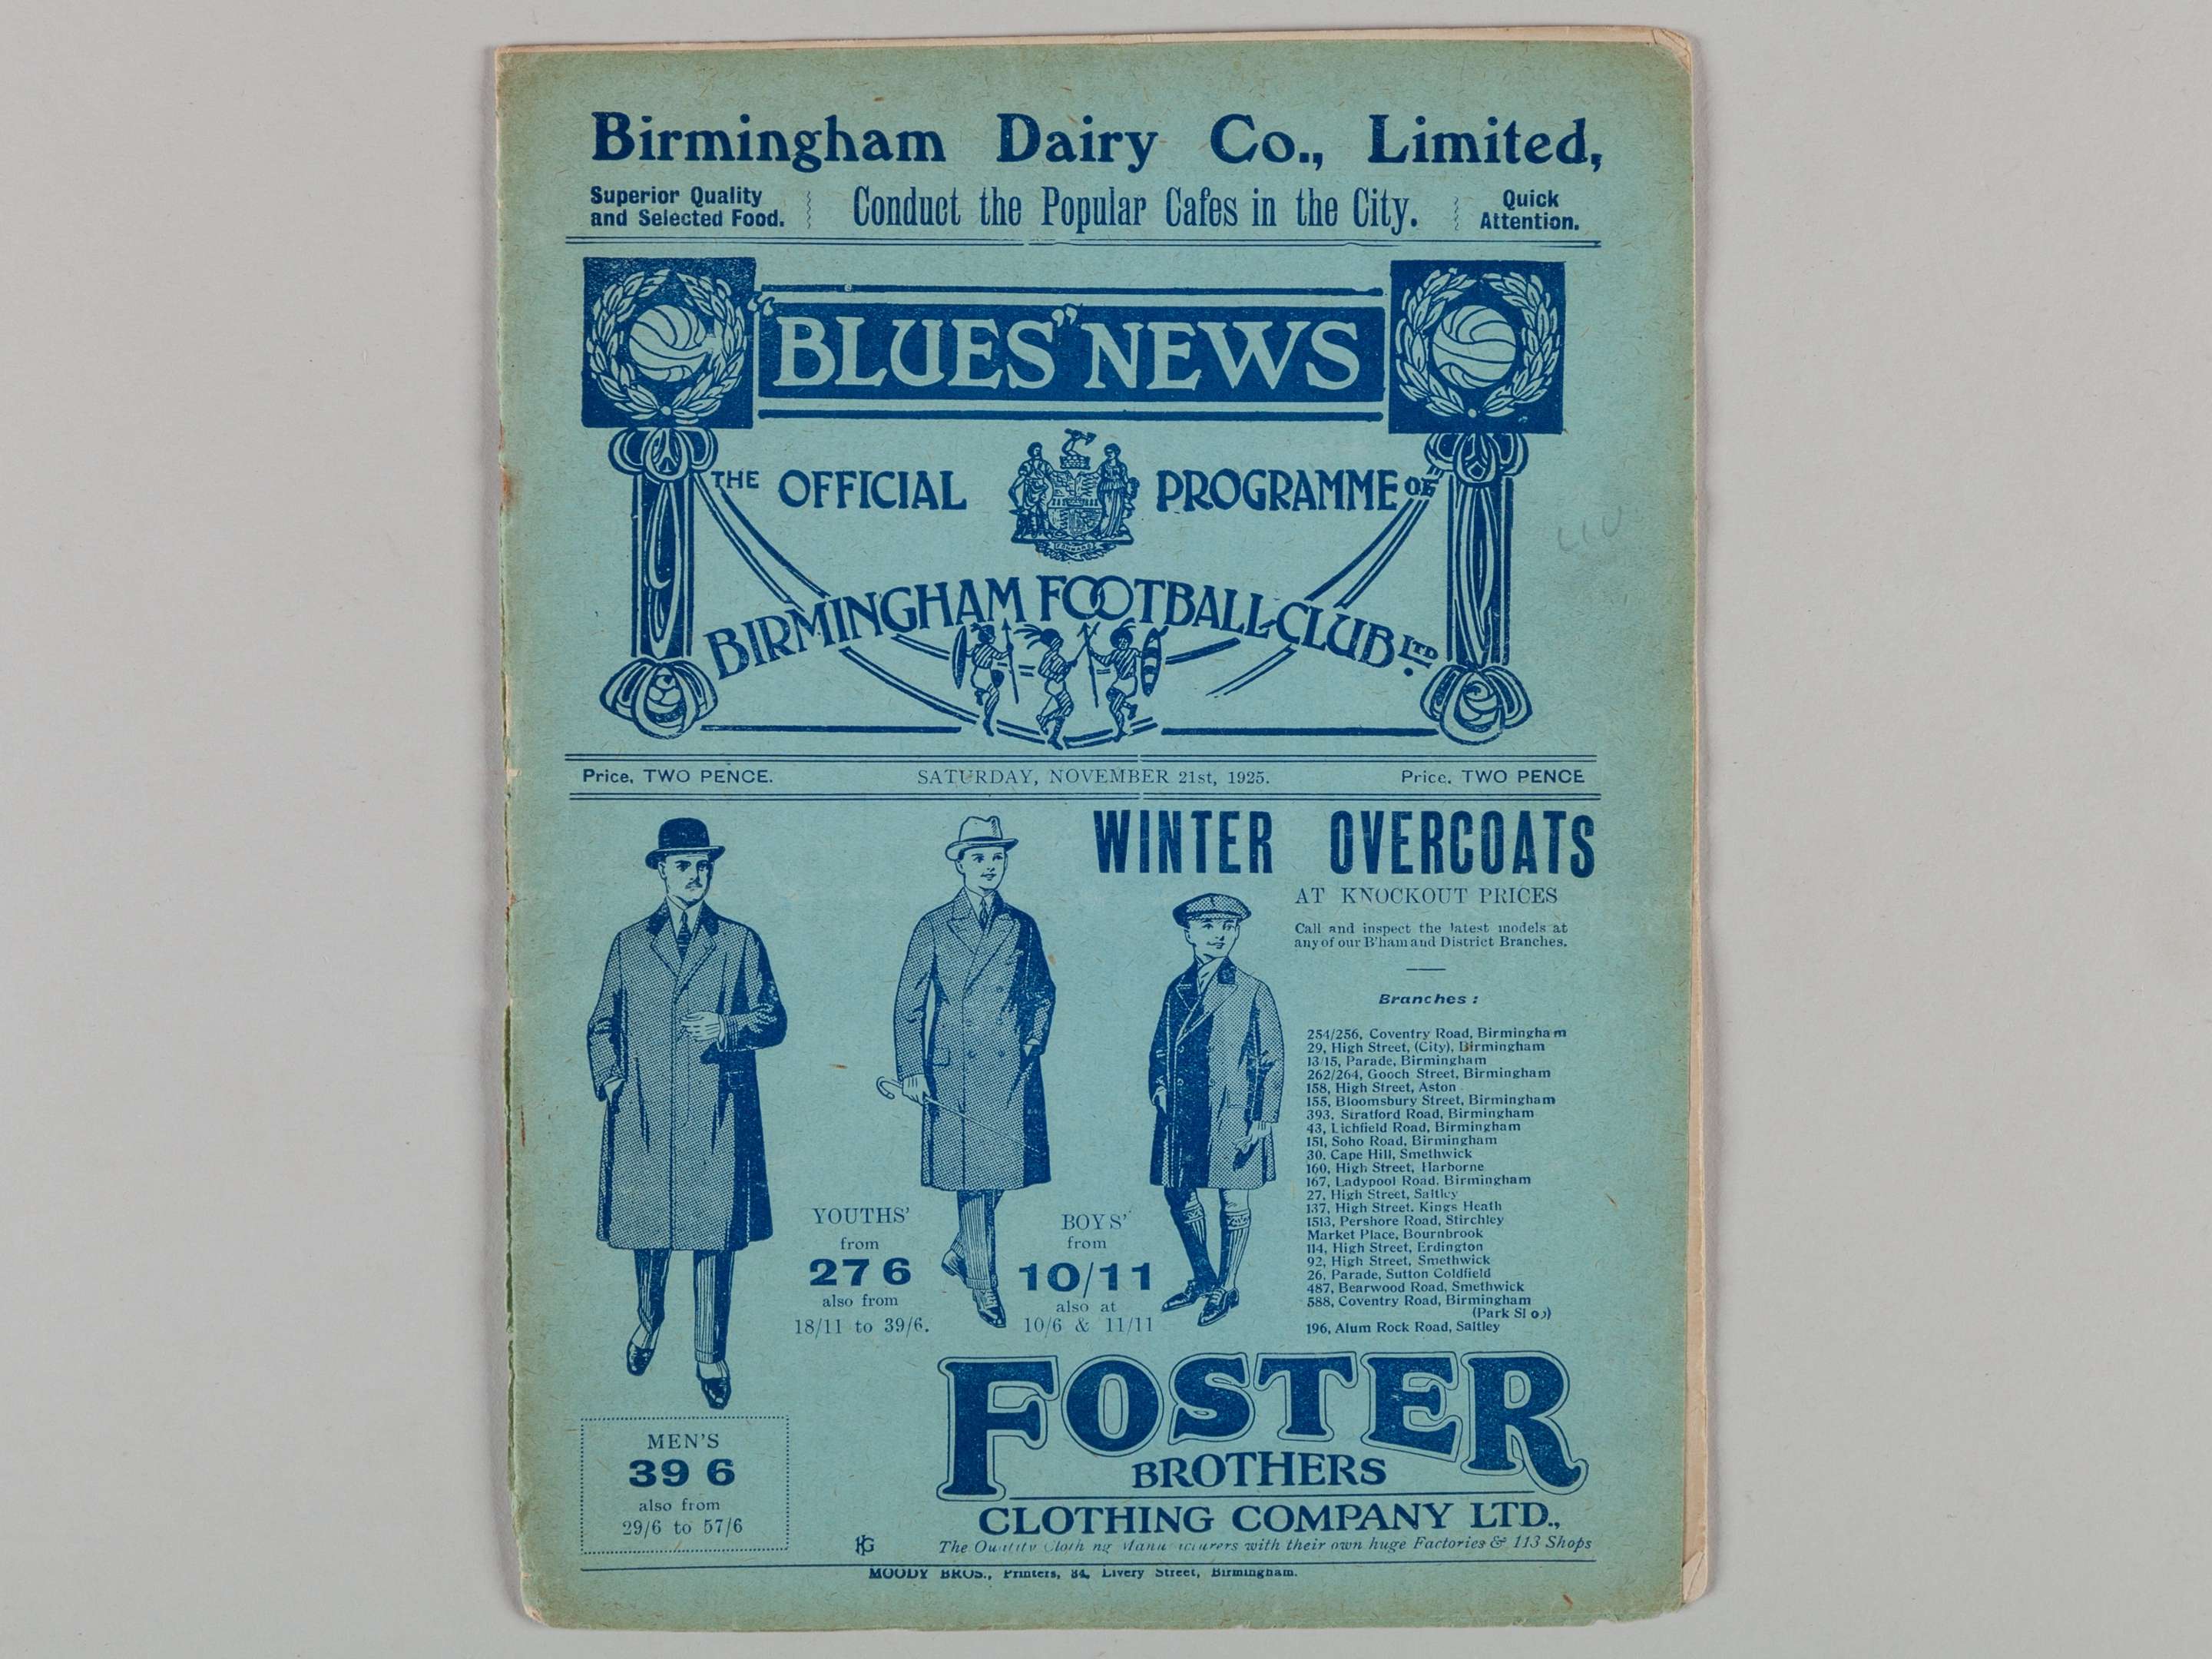 Birmingham Dairy Co., Limited,
Superior Quality
and Selected Food.
Conduct the Popular Cafes in the City.
Quick
Attention.
"BLUES" NEWS
THE OFFICIAL PROGRAMME OF
BIRMINGHAM FOOTBALL CLUB LTD.
Price, TWO PENCE.
SATURDAY, NOVEMBER 21st, 1925.
Price, TWO PENCE
WINTER OVERCOATS
AT KNOCKOUT PRICES
Call and inspect the latest models at
any of our B'ham and District Branches.
Branches:
254/256, Coventry Road, Birmingham
29, High Street, (City), Birmingham
13/15, Parade, Birmingham
262/264, Gooch Street, Birmingham
158, High Street, Aston
155, Bloomsbury Street, Birmingham
393, Stratford Road, Birmingham
43, Lichfield Road, Birmingham
151, Soho Road, Birmingham
30. Cape Hill, Smethwick
160, High Street, Harborne
167, Ladypool Road. Birmingham
27, High Street, Saltley
137, High Street. Kings Heath
1513, Pershore Road, Stirchley
Market Place, Bournbrook
114, High Street, Erdington
92, High Street, Smethwick
26, Parade, Sutton Coldfield
487, Bearwood Road, Smethwick
588, Coventry Road, Birmingham
(Park
196, Alum Rock Road, Saltley
YOUTHS'
from
27 6
also from
18/11 to 39/6.
BOYS'
from
10/11
also at
10/6 & 11/11
MEN'S
39 6
also from
29/6 to 57/6
FOSTER
BROTHERS
CLOTHING COMPANY LTD.,
The with their own huge Factories & 113 Shops
MOODY BROS., Printers, 84, Livery Street, Birmingham.